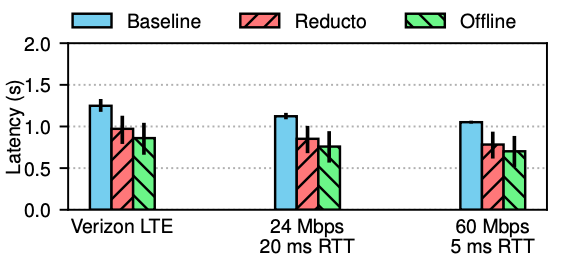 Baseline Reducto Offline
Latency (s)
2.0
1.5
1.0
0.5
0.0
Verizon LTE
24 Mbps
20 ms RTT
60 Mbps
5 ms RTT